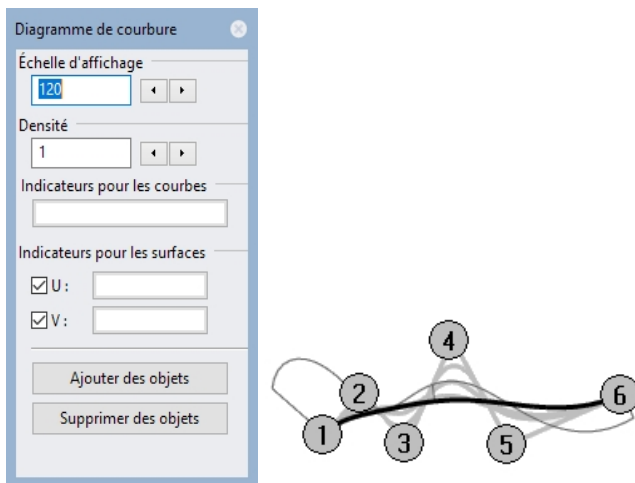 Diagramme de courbure
Échelle d'affichage
120
Densité
1
Indicateurs pour les courbes
Indicateurs pour les surfaces
U :
V :
Ajouter des objets
Supprimer des objets
4
2
6
1
3
5